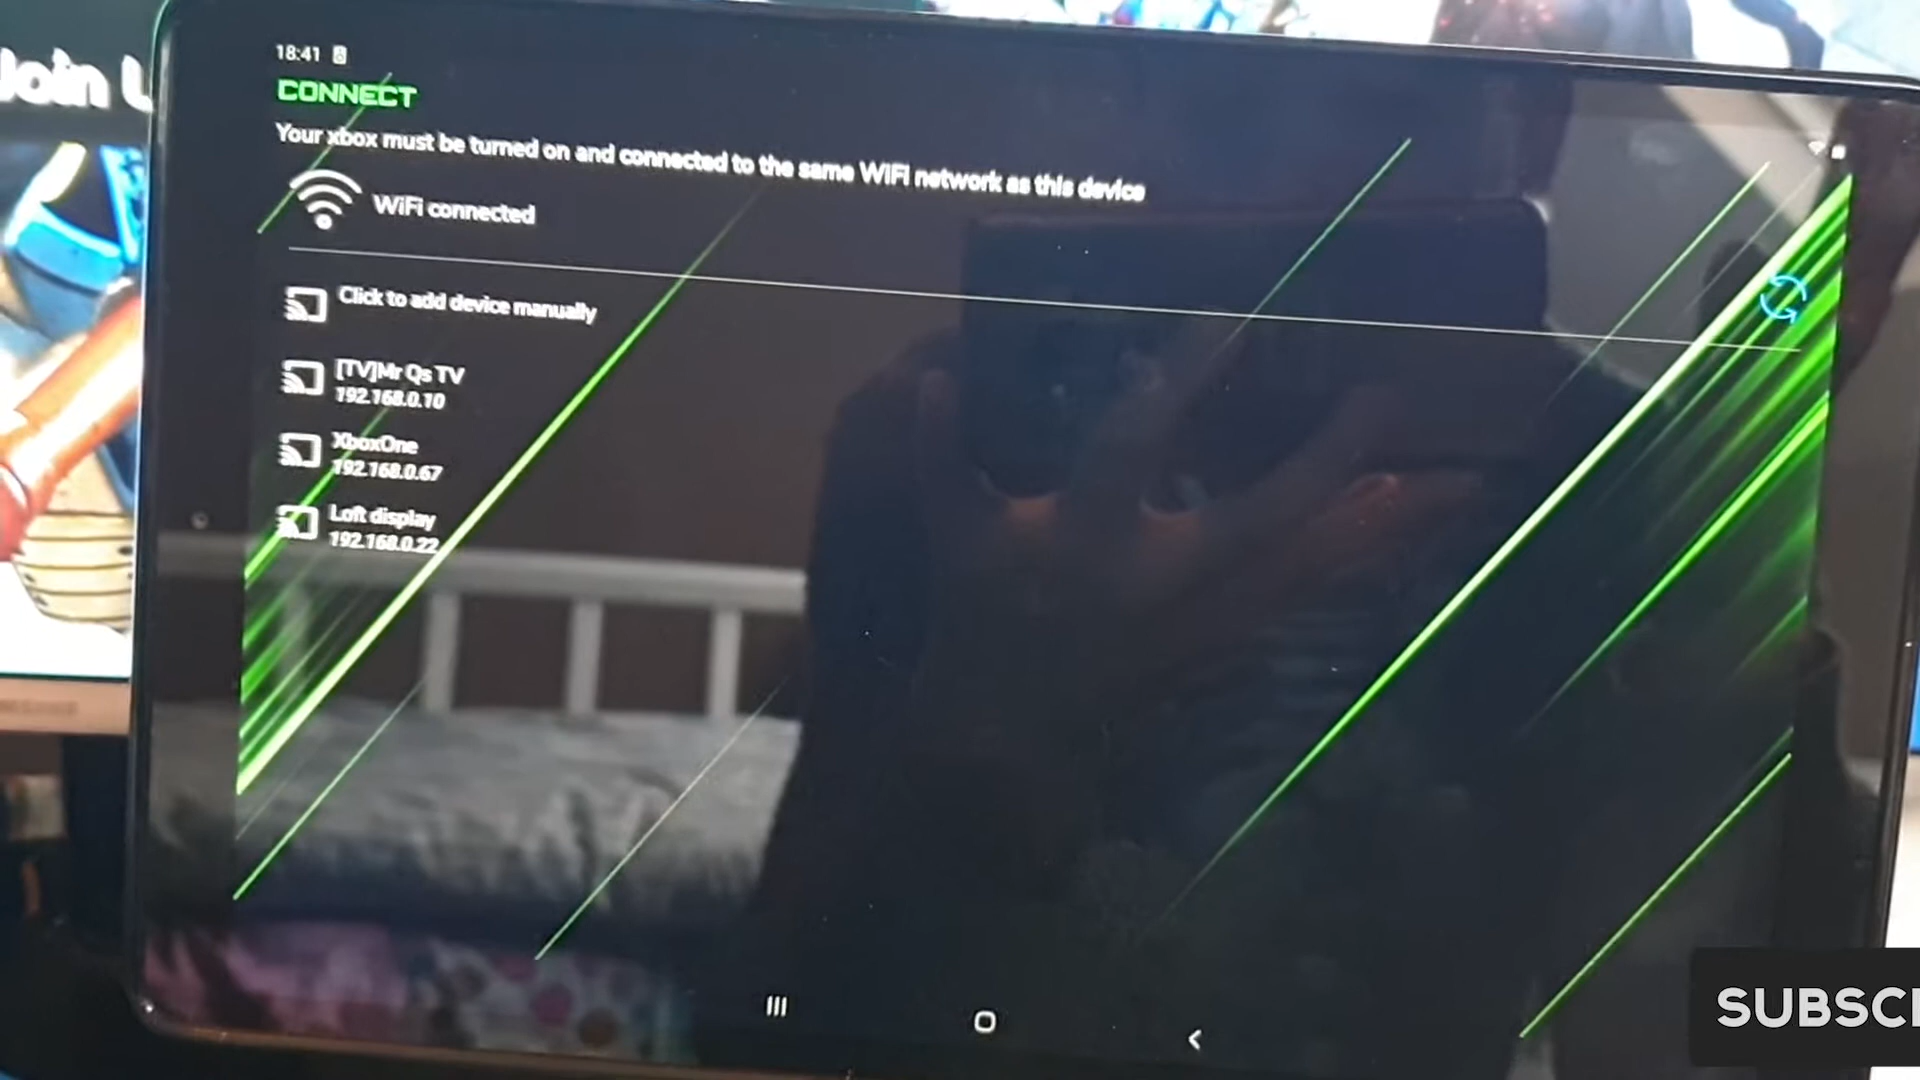 Join
18:41
CONNECT
Your xbox must be turned on and connected to the same WiFi network as this device
WiFi connected
Click to add device manually
[TV]Mr Qs TV
192.168.0.10
XboxOne
192.168.0.67
Loft display
192.168.0.22
SUBSCI